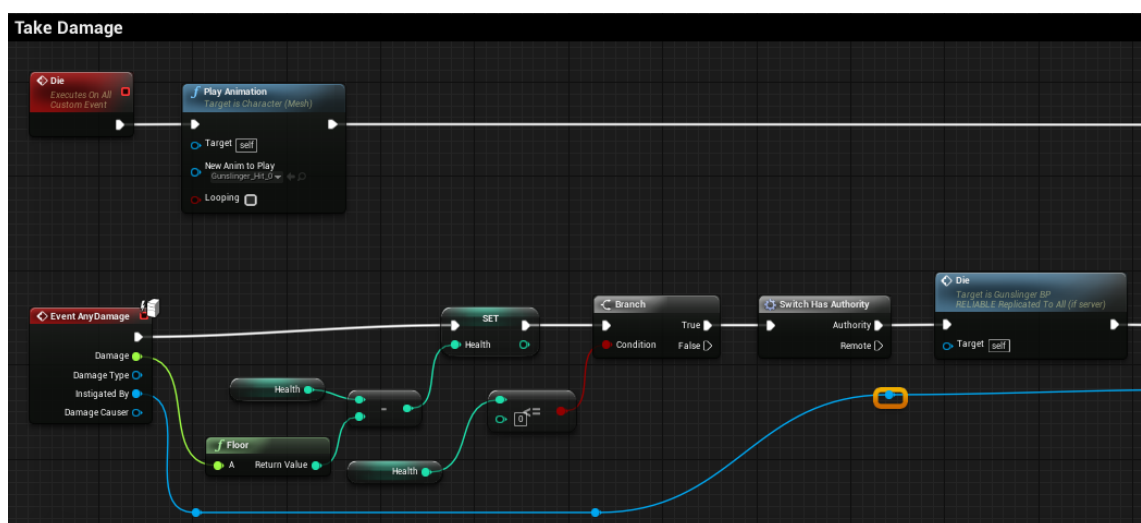 Take Damage
Die
Executes On All
Custom Event
Play Animation
Target is Character (Mesh)
Target self
New Anim to Play
Gunslinger_Hit_0
Looping
Die
Target is Gunslinger BP
RELIABLE Replicated To All (if server)
Target self
Event AnyDamage
Damage
Damage Type
Instigated By
Damage Causer
SET
Health
Branch
True
Condition
False
Switch Has Authority
Authority
Remote
Health
-
0
<=
Floor
A
Return Value
Health